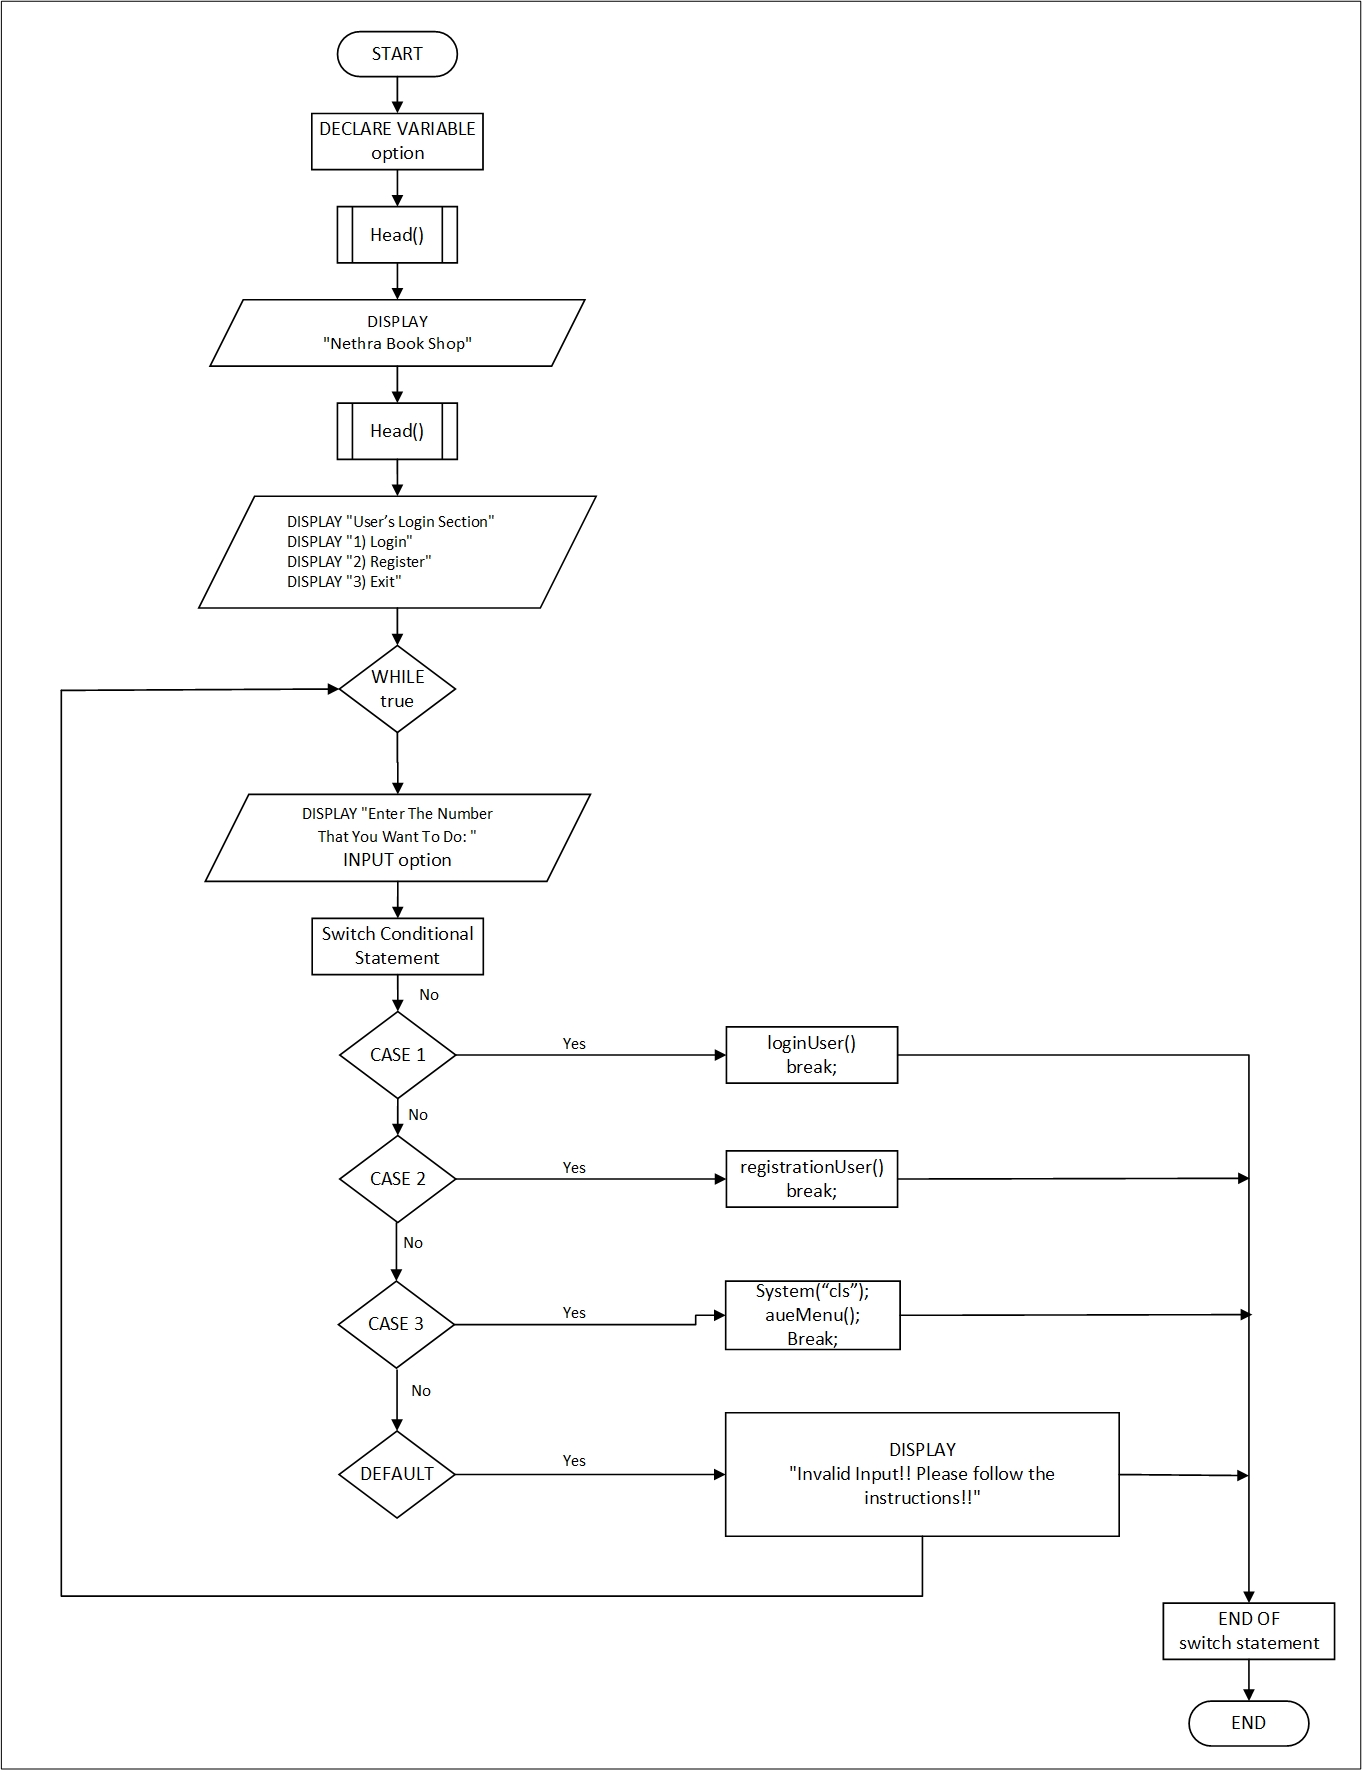 START
DECLARE VARIABLE
option
Head()
DISPLAY
"Nethra Book Shop"
Head()
DISPLAY "User’s Login Section"
DISPLAY "1) Login"
DISPLAY "2) Register"
DISPLAY "3) Exit"
WHILE
true
DISPLAY "Enter The Number
That You Want To Do: "
INPUT option
Switch Conditional
Statement
No
CASE 1
Yes
loginUser()
break;
No
CASE 2
Yes
registrationUser()
break;
No
CASE 3
Yes
System(“cls”);
aueMenu();
Break;
No
DEFAULT
Yes
DISPLAY
"Invalid Input!! Please follow the
instructions!!"
END OF
switch statement
END